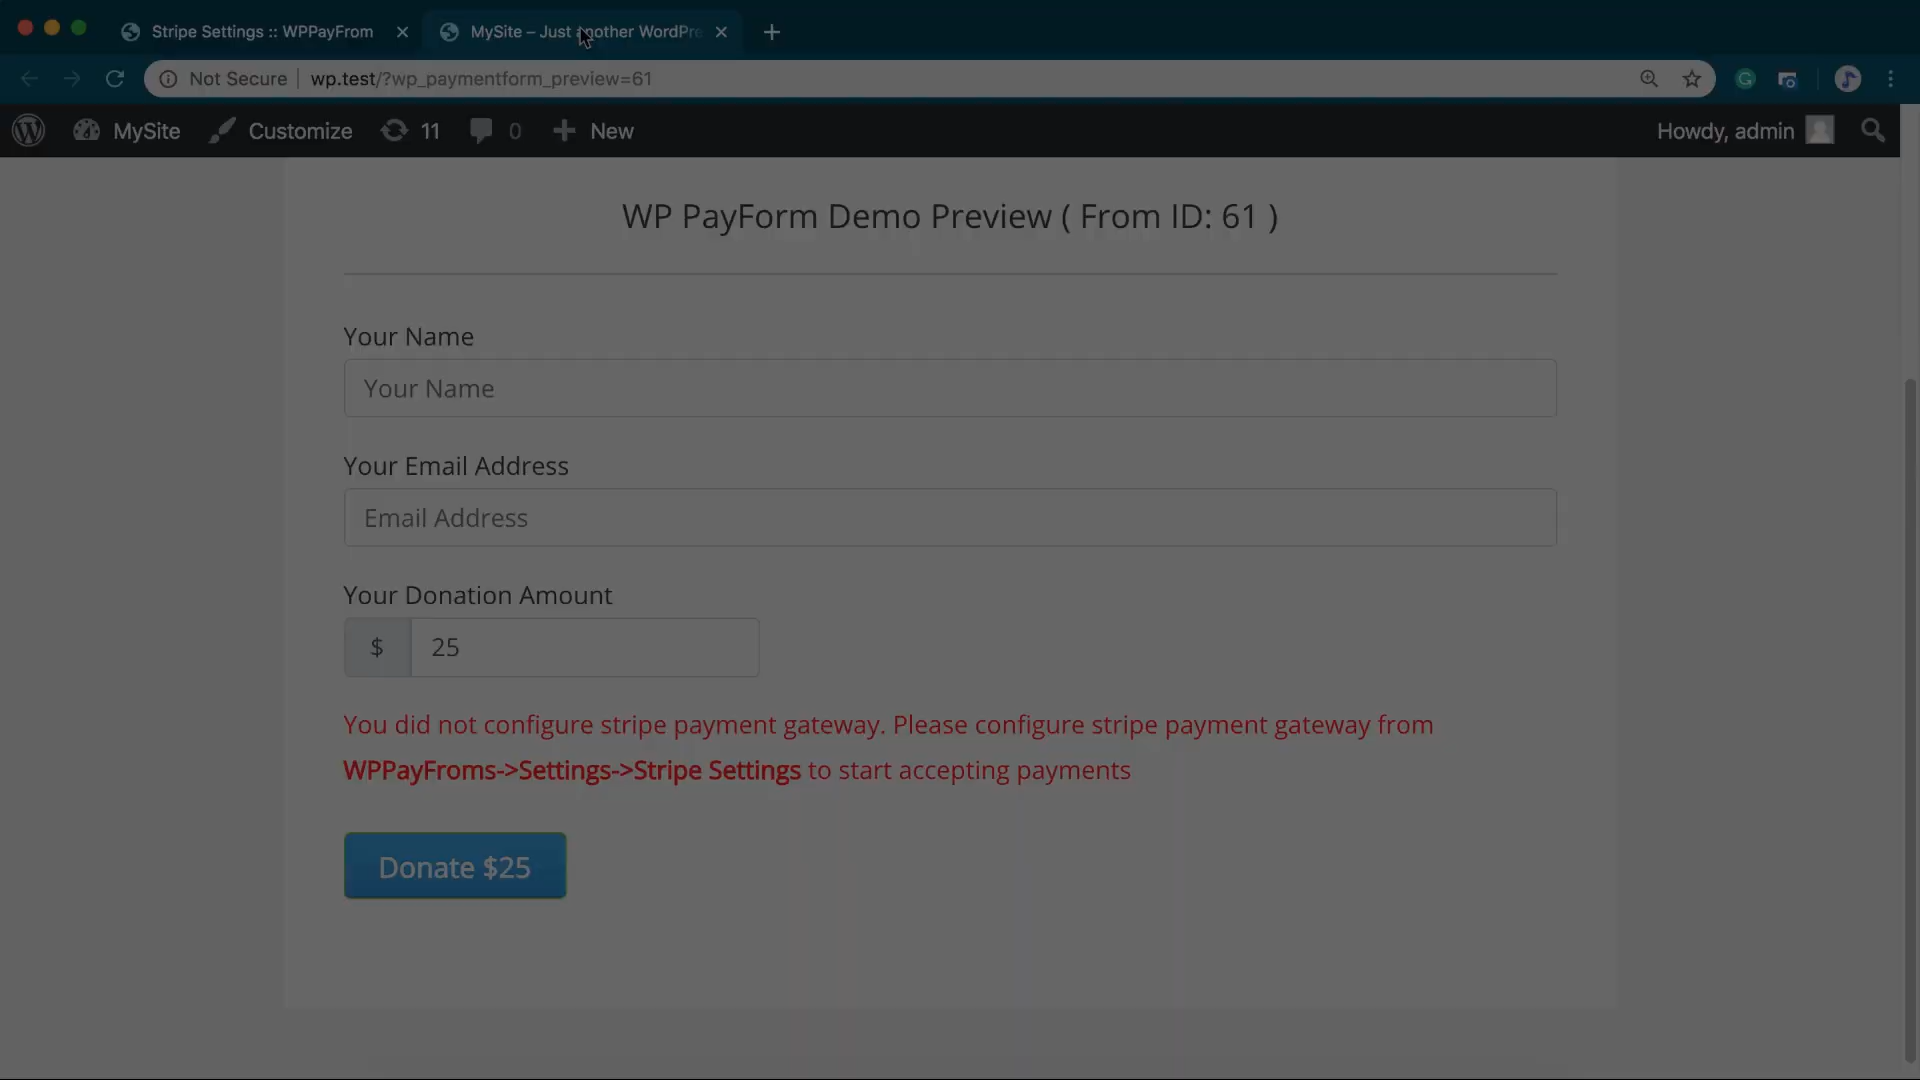 Stripe Settings :: WPPayFrom
MySite – Just another WordPre
Not Secure | wp.test/?wp_paymentform_preview=61
MySite Customize 11 0 New Howdy, admin
WP PayForm Demo Preview ( From ID: 61 )
Your Name
Your Name
Your Email Address
Email Address
Your Donation Amount
$ 25
You did not configure stripe payment gateway. Please configure stripe payment gateway from
WPPayFroms->Settings->Stripe Settings to start accepting payments
Donate $25